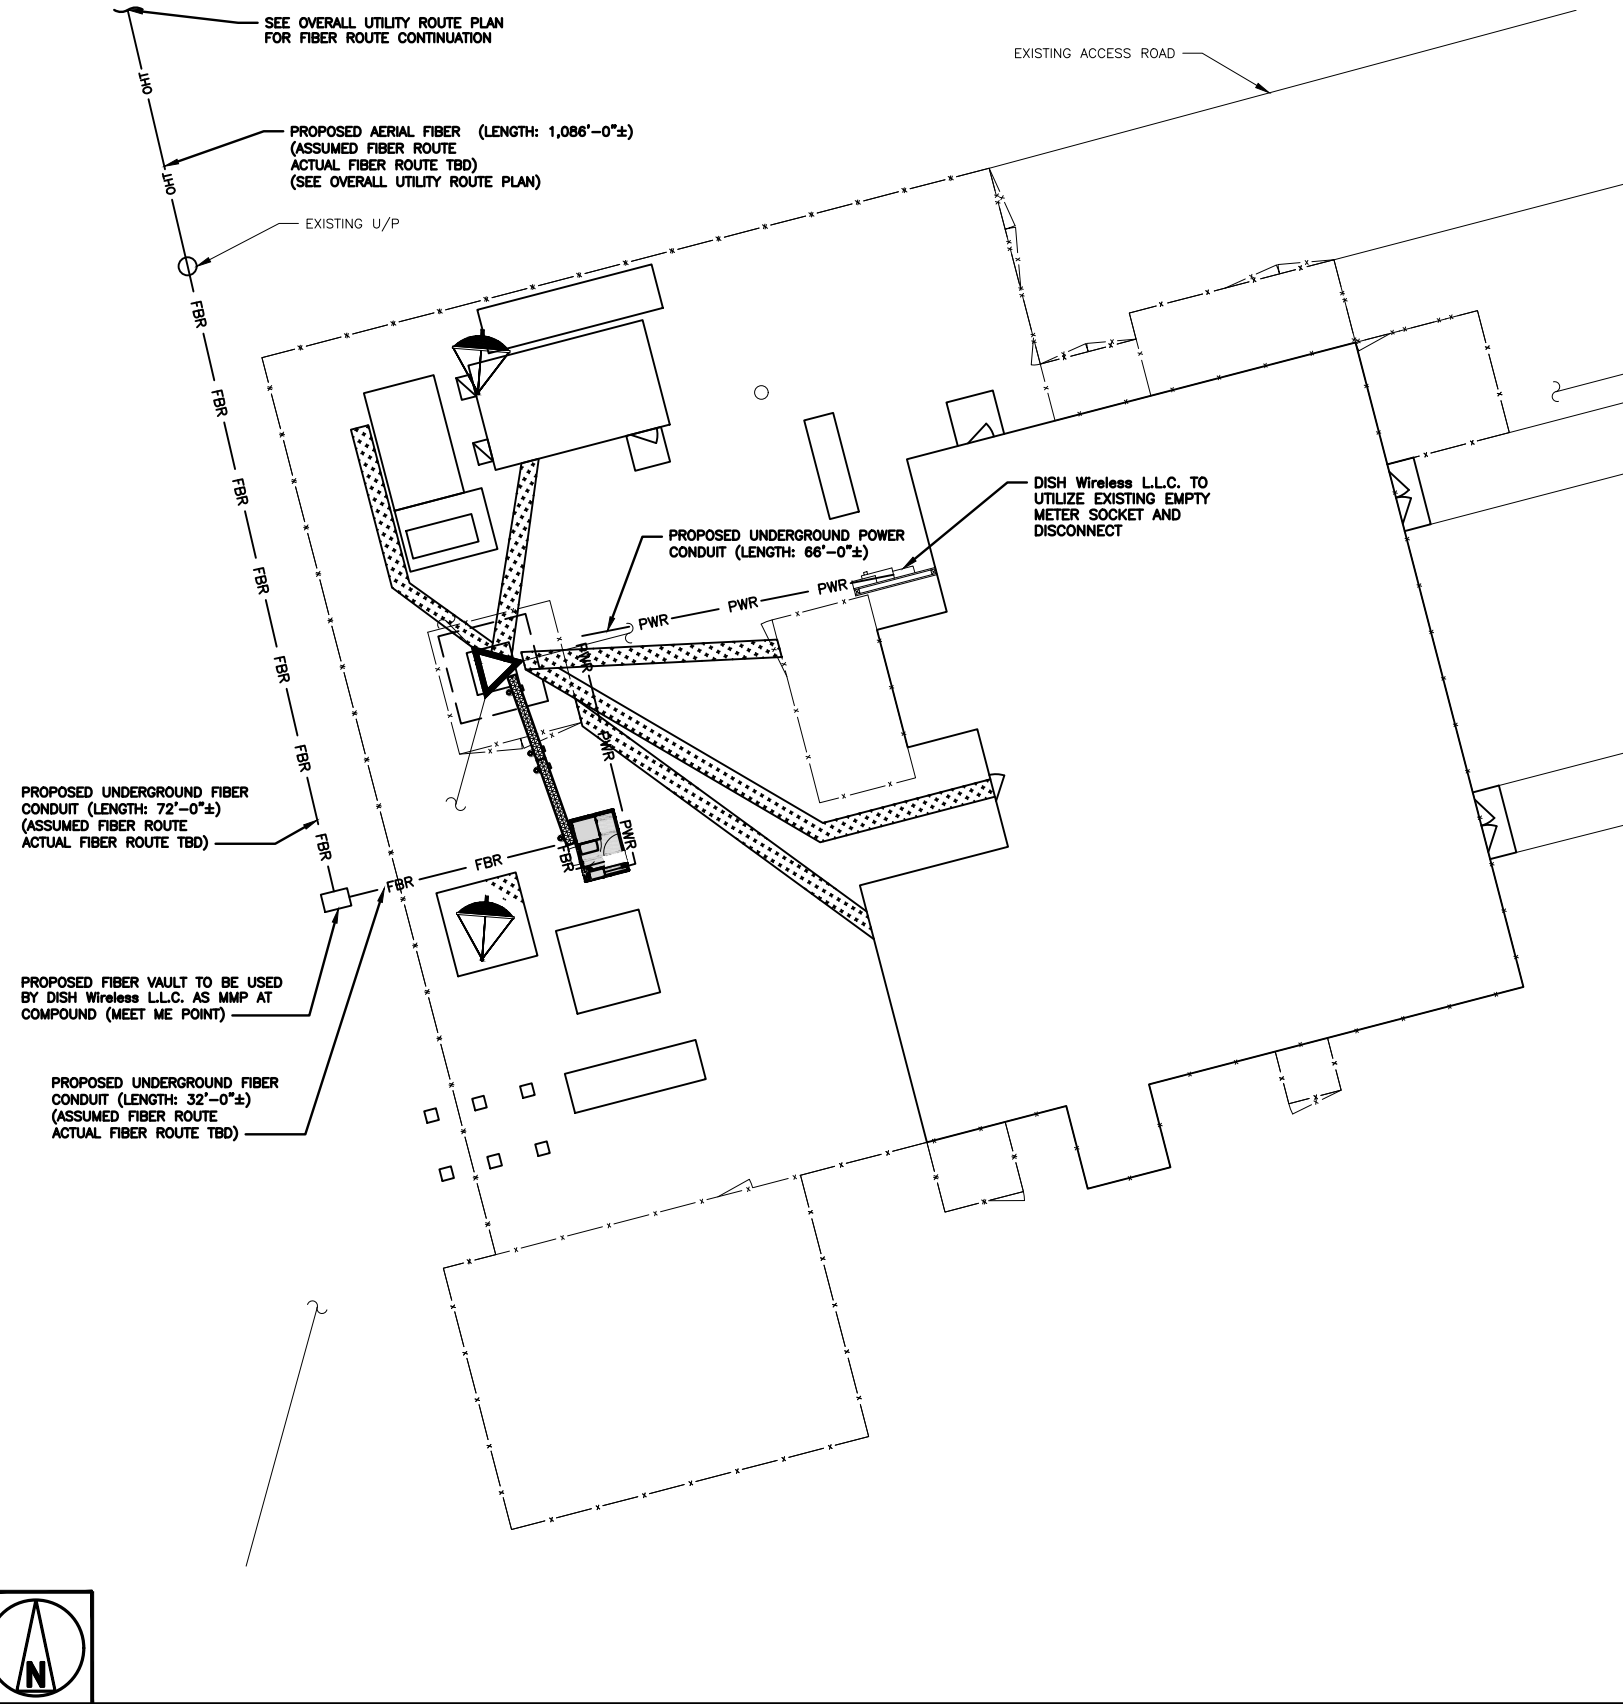 SEE OVERALL UTILITY ROUTE PLAN
FOR FIBER ROUTE CONTINUATION
EXISTING ACCESS ROAD
OHT
PROPOSED AERIAL FIBER (LENGTH: 1,086'-0"±)
(ASSUMED FIBER ROUTE
ACTUAL FIBER ROUTE TBD)
(SEE OVERALL UTILITY ROUTE PLAN)
OHT
EXISTING U/P
FBR
FBR
FBR
DISH Wireless L.L.C. TO
UTILIZE EXISTING EMPTY
METER SOCKET AND
DISCONNECT
PROPOSED UNDERGROUND POWER
CONDUIT (LENGTH: 66'-0"±)
FBR
PWR
PWR
PWR
FBR
PWR
FBR
PWR
FBR
PROPOSED UNDERGROUND FIBER
CONDUIT (LENGTH: 72'-0"±)
(ASSUMED FIBER ROUTE
ACTUAL FIBER ROUTE TBD)
FBR
PWR
FBR
FBR
FBR
PROPOSED FIBER VAULT TO BE USED
BY DISH Wireless L.L.C. AS MMP AT
COMPOUND (MEET ME POINT)
PROPOSED UNDERGROUND FIBER
CONDUIT (LENGTH: 32'-0"±)
(ASSUMED FIBER ROUTE
ACTUAL FIBER ROUTE TBD)
N